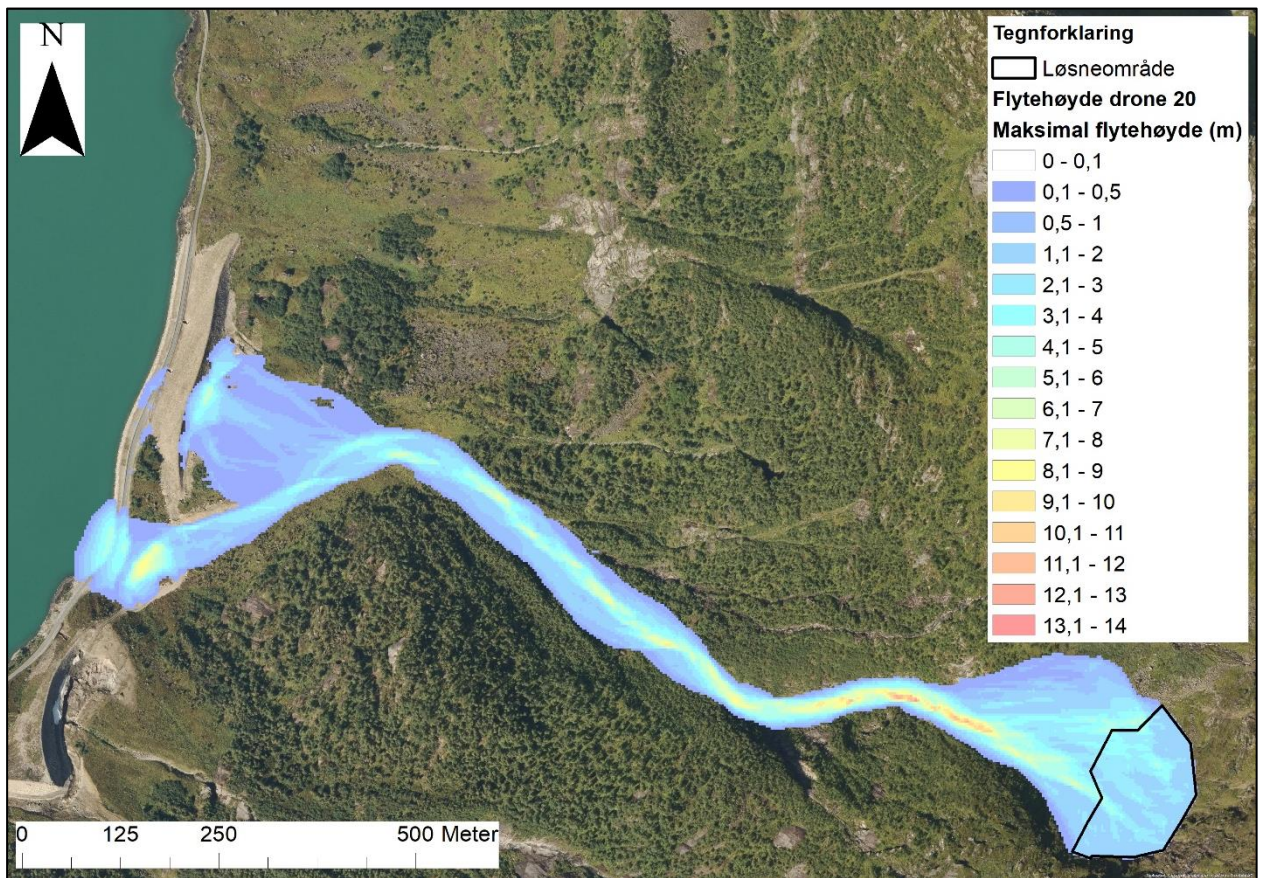 N
Tegnforklaring
Løsneområde
Flytehøyde drone 20
Maksimal flytehøyde (m)
0 - 0,1
0,1 - 0,5
0,5 - 1
1,1 - 2
2,1 - 3
3,1 - 4
4,1 - 5
5,1 - 6
6,1 - 7
7,1 - 8
8,1 - 9
9,1 - 10
10,1 - 11
11,1 - 12
12,1 - 13
13,1 - 14
0 125 250 500 Meter